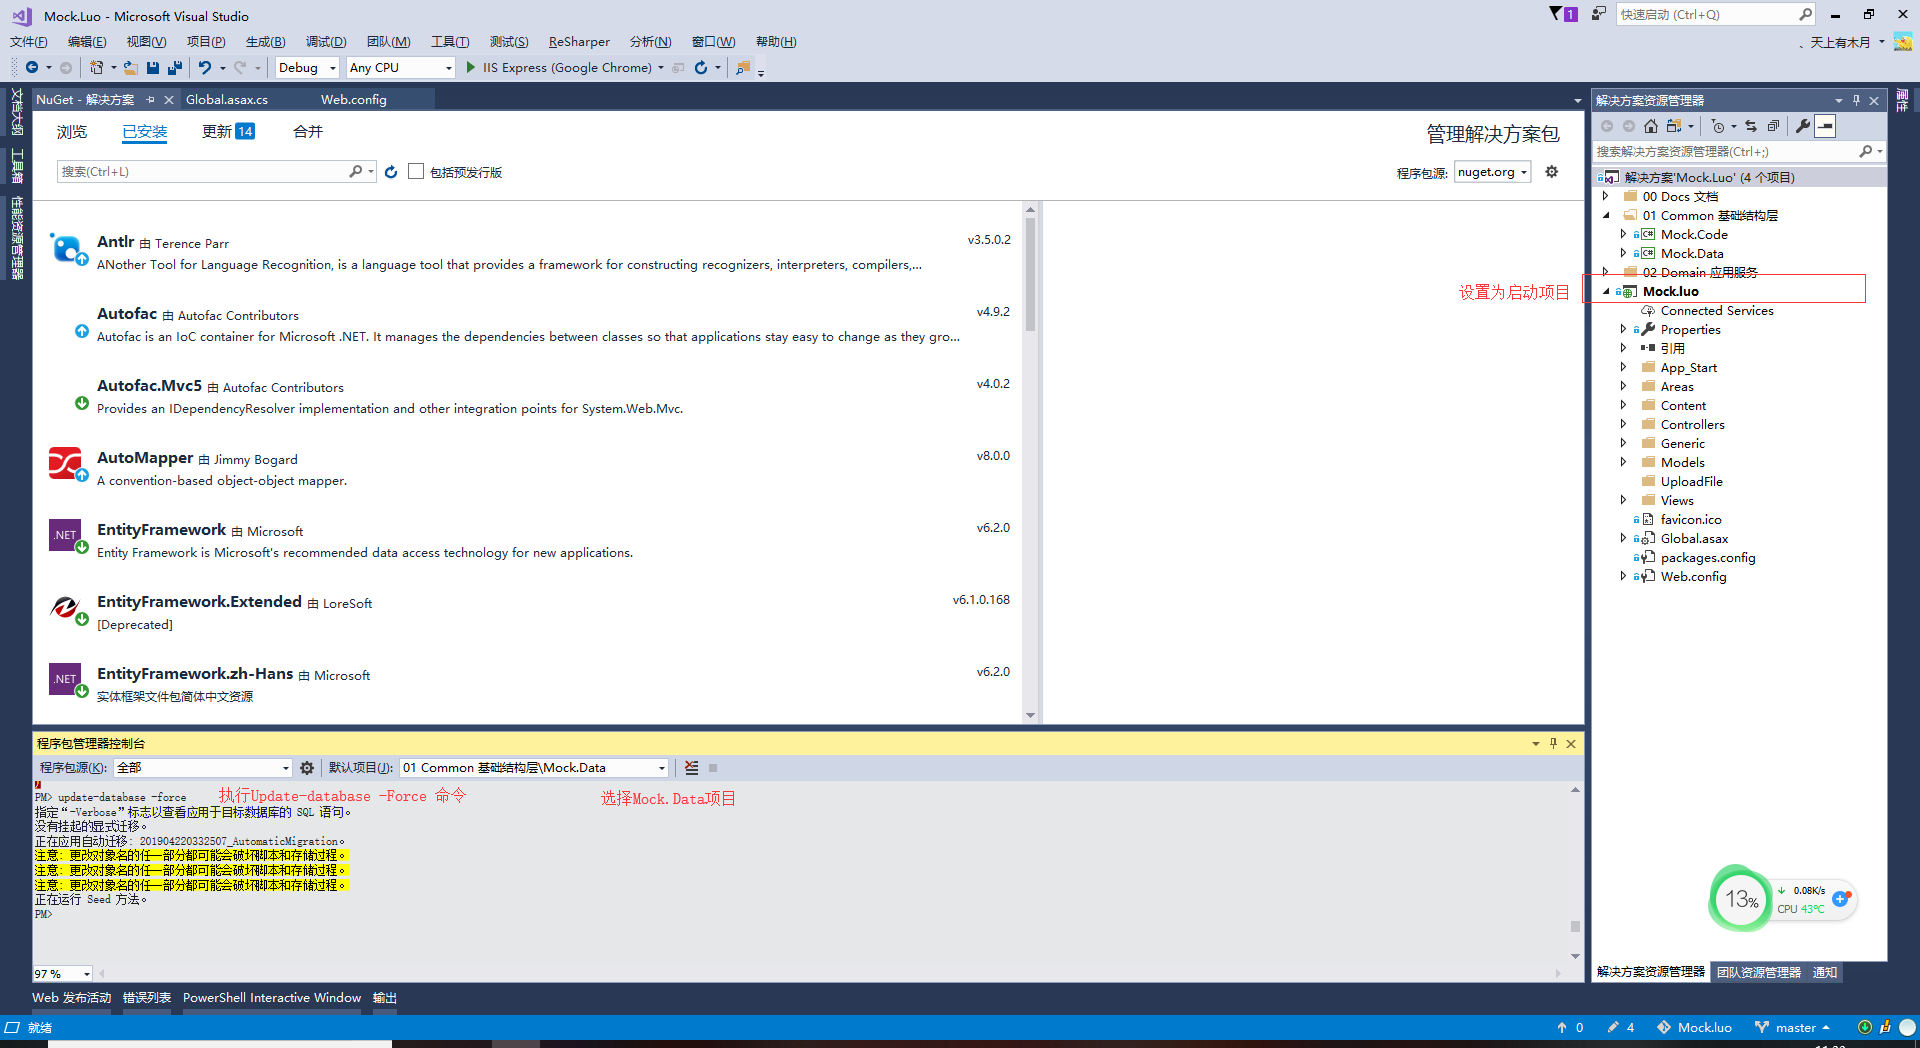 Mock.Luo - Microsoft Visual Studio
1
快速启动 (Ctrl+Q)
文件(F) 编辑(E) 视图(V) 项目(P) 生成(B) 调试(D) 团队(M) 工具(T) 测试(S) ReSharper 分析(N) 窗口(W) 帮助(H)
、天上有木月
Debug Any CPU IIS Express (Google Chrome)
文档大纲
工具箱
性能资源管理器
NuGet - 解决方案 Global.asax.cs Web.config
浏览 已安装 更新 14 合并
管理解决方案包
搜索(Ctrl+L) 包括预发行版
程序包源: nuget.org
Antlr 由 Terence Parr v3.5.0.2
ANother Tool for Language Recognition, is a language tool that provides a framework for constructing recognizers, interpreters, compilers,...
Autofac 由 Autofac Contributors v4.9.2
Autofac is an IoC container for Microsoft .NET. It manages the dependencies between classes so that applications stay easy to change as they gro...
Autofac.Mvc5 由 Autofac Contributors v4.0.2
Provides an IDependencyResolver implementation and other integration points for System.Web.Mvc.
AutoMapper 由 Jimmy Bogard v8.0.0
A convention-based object-object mapper.
.NET
EntityFramework 由 Microsoft v6.2.0
Entity Framework is Microsoft's recommended data access technology for new applications.
EntityFramework.Extended 由 LoreSoft v6.1.0.168
[Deprecated]
.NET
EntityFramework.zh-Hans 由 Microsoft v6.2.0
实体框架文件包简体中文资源
设置为启动项目
程序包管理器控制台
程序包源(K): 全部 默认项目(J): 01 Common 基础结构层\Mock.Data
PM> update-database -force
执行Update-database -Force 命令
选择Mock.Data项目
指定“-Verbose”标志以查看应用于目标数据库的 SQL 语句。
没有挂起的显式迁移。
正在应用自动迁移: 201904220332507_AutomaticMigration。
注意: 更改对象名的任一部分都可能会破坏脚本和存储过程。
注意: 更改对象名的任一部分都可能会破坏脚本和存储过程。
注意: 更改对象名的任一部分都可能会破坏脚本和存储过程。
正在运行 Seed 方法。
PM>
97 %
Web 发布活动 错误列表 PowerShell Interactive Window 输出
解决方案资源管理器
属性
搜索解决方案资源管理器(Ctrl+;)
解决方案'Mock.Luo' (4 个项目)
00 Docs 文档
01 Common 基础结构层
C# Mock.Code
C# Mock.Data
02 Domain 应用服务
Mock.luo
Connected Services
Properties
引用
App_Start
Areas
Content
Controllers
Generic
Models
UploadFile
Views
favicon.ico
Global.asax
packages.config
Web.config
13%
0.08K/s
CPU 43℃
解决方案资源管理器 团队资源管理器 通知
就绪
0 4 Mock.luo master